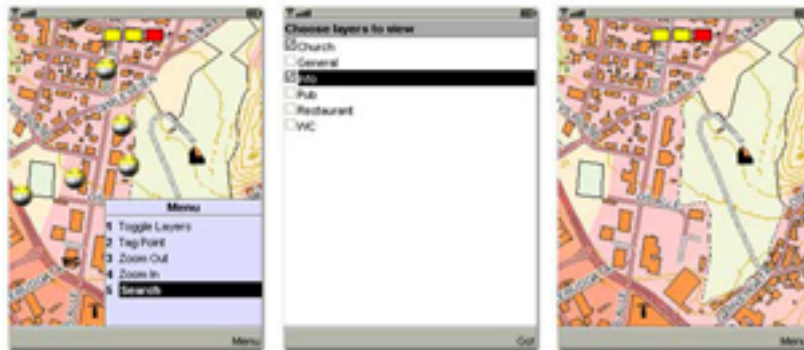 Menu
1 Toggle Layers
2 Tag Point
3 Zoom Out
4 Zoom In
5 Search
Menu
Choose layers to view
Church
General
Info
Pub
Restaurant
WC
Go!
Menu